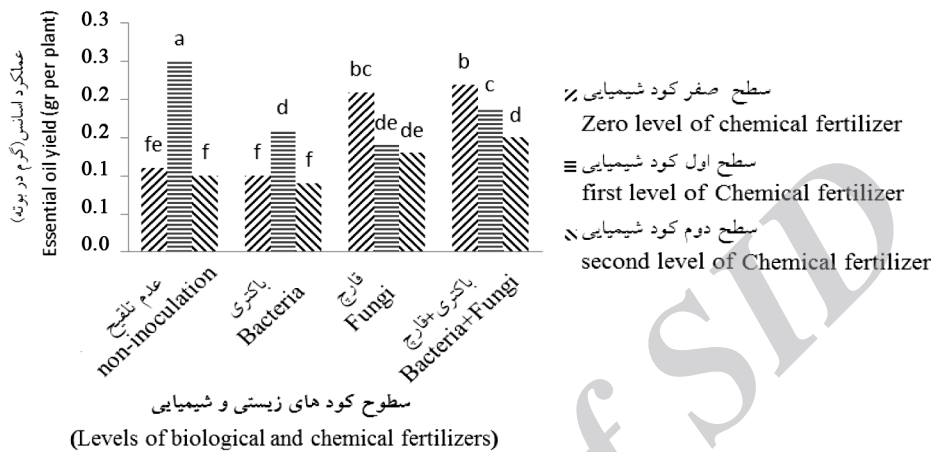 عملکرد اسانس(گرم در بوته)
Essential oil yield (gr per plant)
0.3
0.3
0.2
0.2
0.1
0.1
0.0
fe
a
f
f
d
f
bc
de
de
b
c
d
عدم تلقیح
non-inoculation
باکتری
Bacteria
قارچ
Fungi
باکتری+قارچ
Bacteria+Fungi
سطوح کود های زیستی و شیمیایی
(Levels of biological and chemical fertilizers)
سطح صفر کود شیمیایی
Zero level of chemical fertilizer
سطح اول کود شیمیایی
first level of Chemical fertilizer
سطح دوم کود شیمیایی
second level of Chemical fertilizer
of SID